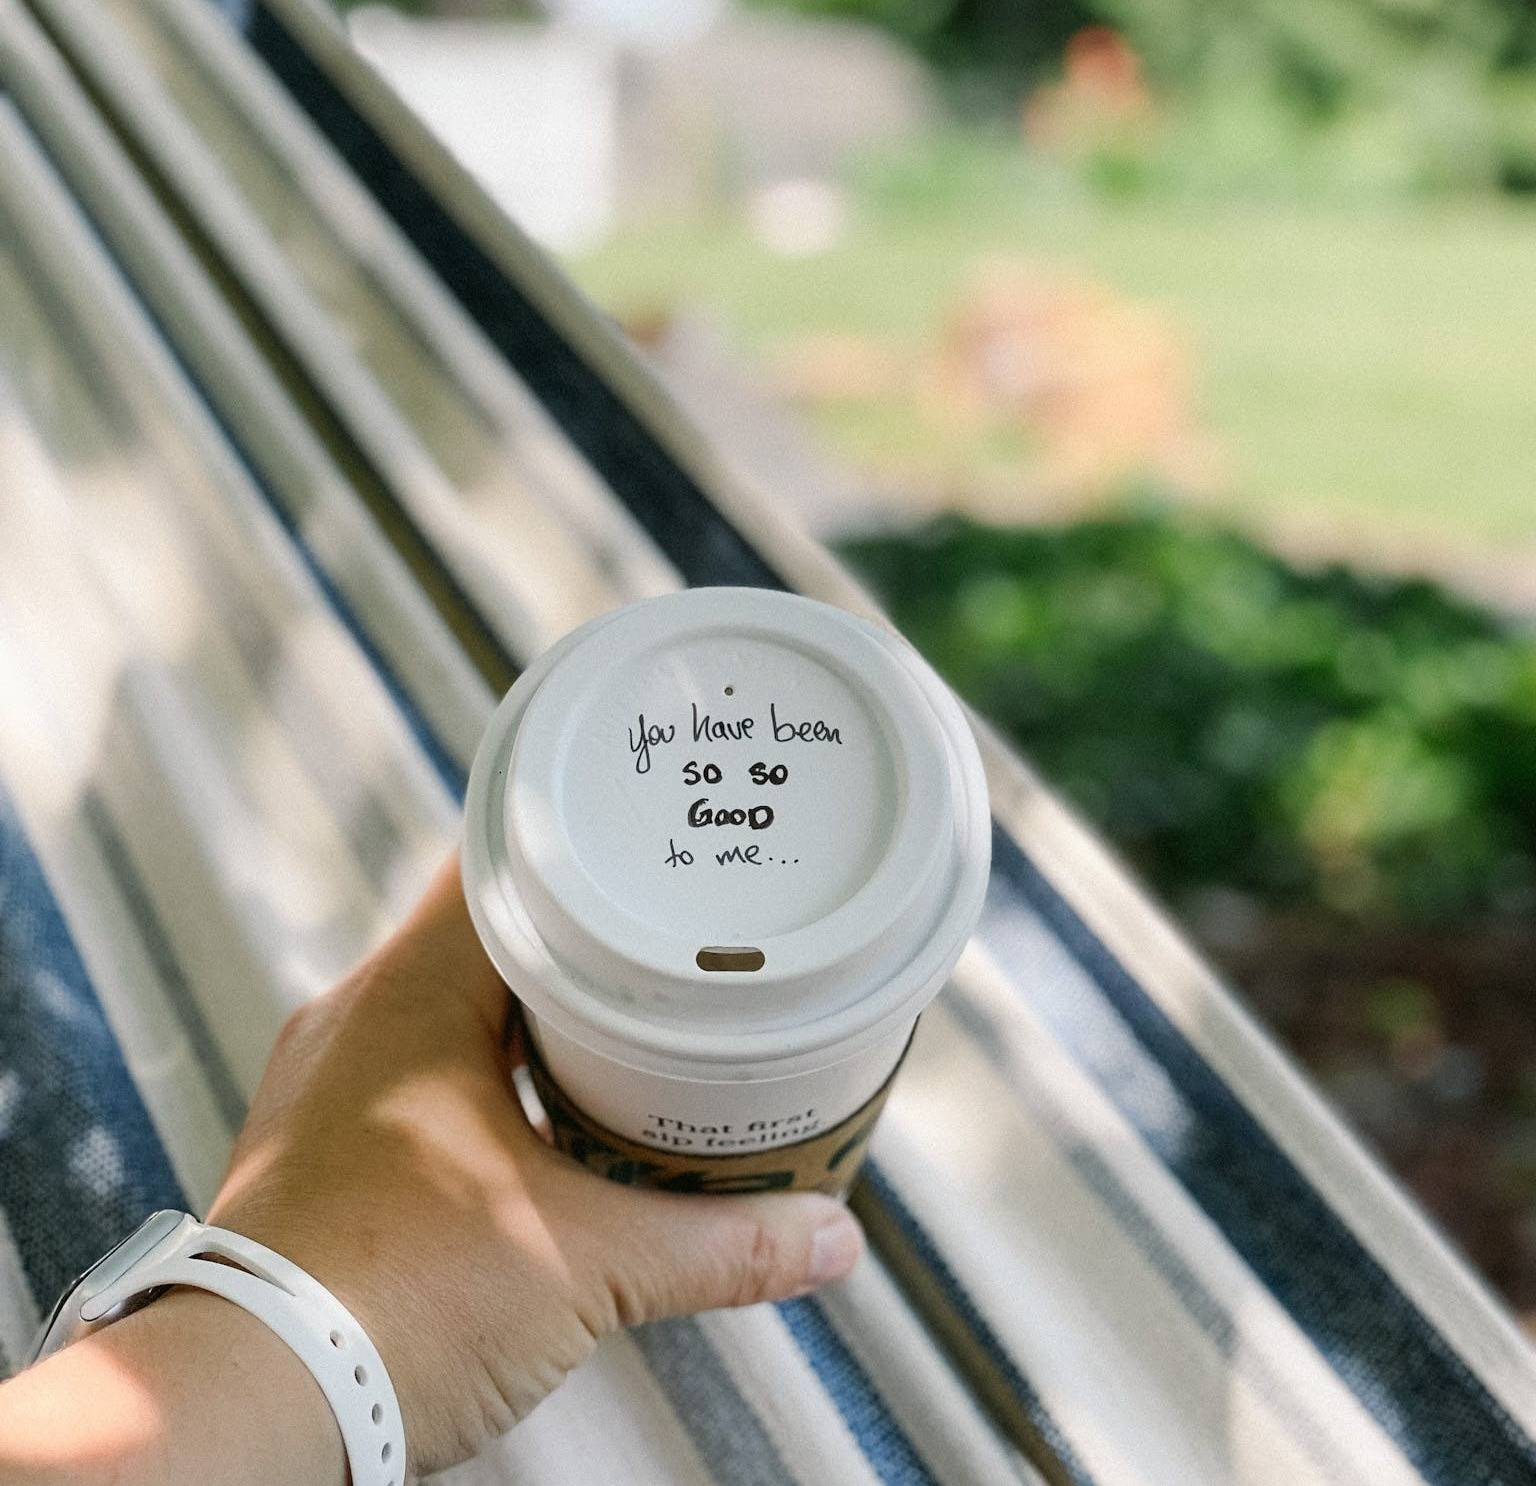 you have been
so so
GooD
to me...
That first
sip feeling